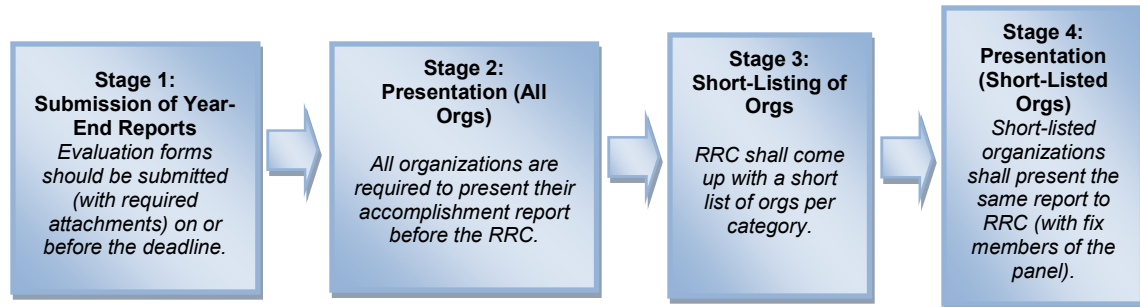 Stage 1:
Submission of Year-
End Reports
Evaluation forms
should be submitted
(with required
attachments) on or
before the deadline.
Stage 2:
Presentation (All
Orgs)
All organizations are
required to present their
accomplishment report
before the RRC.
Stage 3:
Short-Listing of
Orgs
RRC shall come
up with a short
list of orgs per
category.
Stage 4:
Presentation
(Short-Listed
Orgs)
Short-listed
organizations
shall present the
same report to
RRC (with fix
members of the
panel).